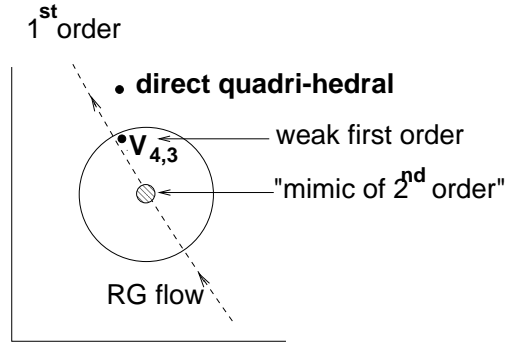 1st order
direct quadri-hedral
V4,3
weak first order
"mimic of 2nd order"
RG flow